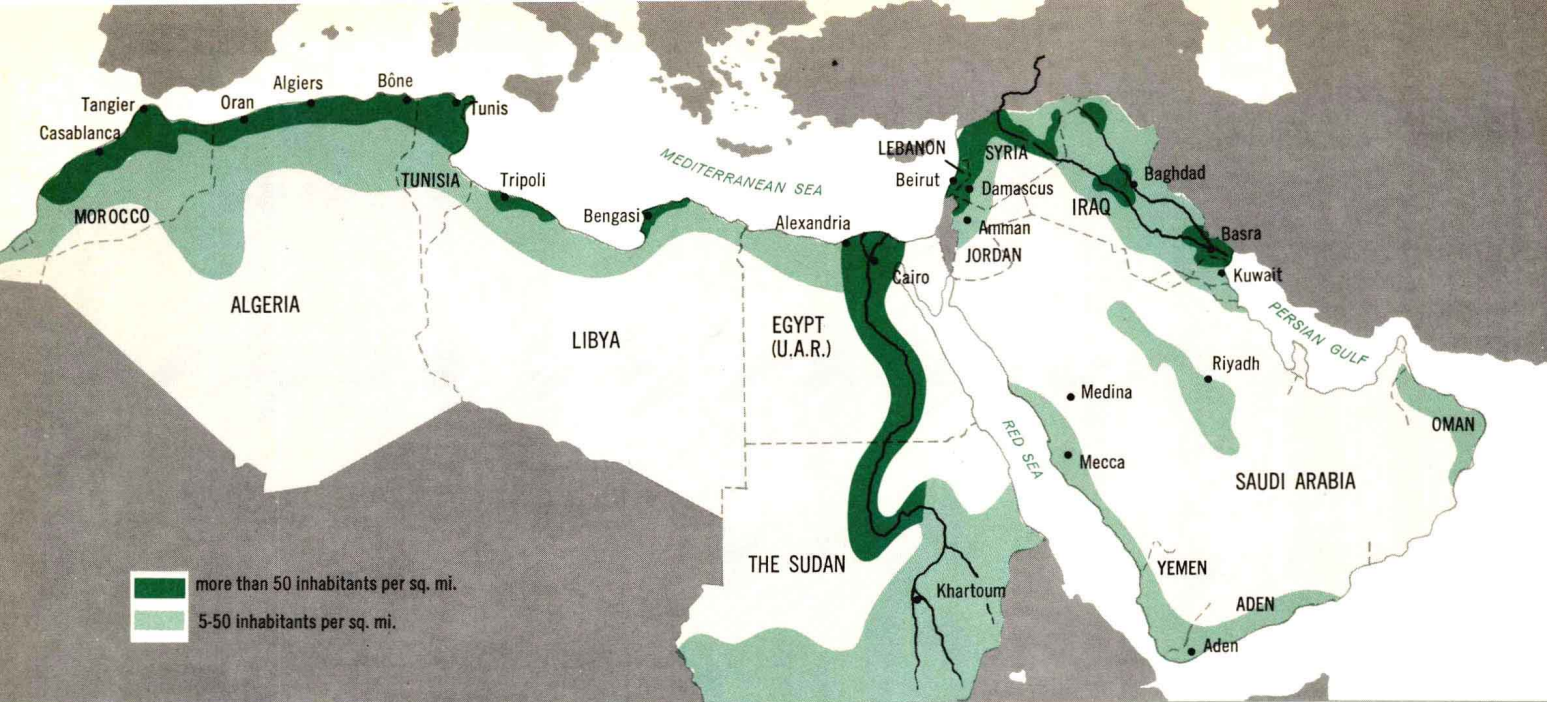 Algiers
Bône
Oran
Tunis
Tangier
Casablanca
MEDITERRANEAN SEA
LEBANON
SYRIA
Beirut
Damascus
Baghdad
TUNISIA
Tripoli
IRAQ
MOROCCO
Bengasi
Alexandria
Amman
Basra
JORDAN
Cairo
Kuwait
ALGERIA
LIBYA
EGYPT
(U.A.R.)
PERSIAN GULF
Riyadh
Medina
RED SEA
OMAN
Mecca
SAUDI ARABIA
THE SUDAN
YEMEN
Khartoum
ADEN
Aden
more than 50 inhabitants per sq. mi.
5-50 inhabitants per sq. mi.